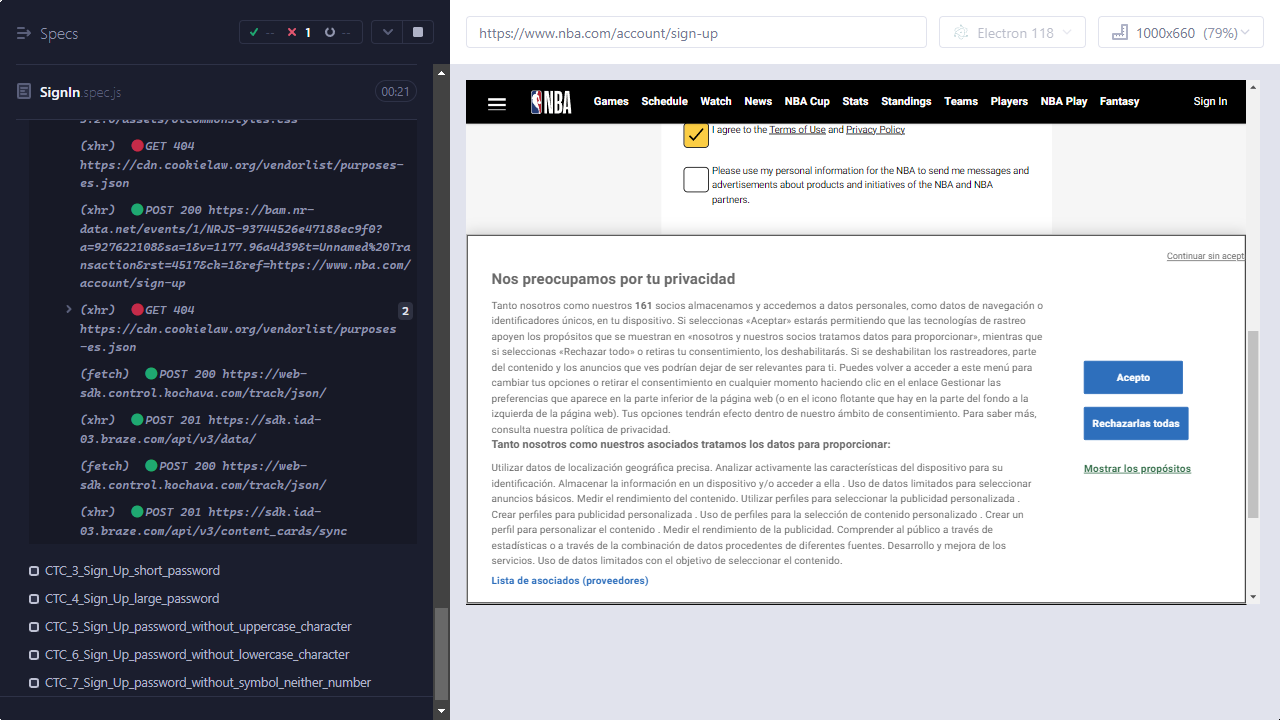 Specs
--
1
--
SignIn spec.js
00:21
5.2.0/assets/otCommonStyles.css
(xhr) GET 404
https://cdn.cookielaw.org/vendorlist/purposes-
es.json
(xhr) POST 200 https://bam.nr-
data.net/events/1/NRJS-93744526e47188ec9f0?
a=927622108&sa=1&v=1177.96a4d39&t=Unnamed%20Tra
nsaction&rst=4517&ck=1&ref=https://www.nba.com/
account/sign-up
(xhr) GET 404
2
https://cdn.cookielaw.org/vendorlist/purposes
-es.json
(fetch) POST 200 https://web-
sdk.control.kochava.com/track/json/
(xhr) POST 201 https://sdk.iad-
03.braze.com/api/v3/data/
(fetch) POST 200 https://web-
sdk.control.kochava.com/track/json/
(xhr) POST 201 https://sdk.iad-
03.braze.com/api/v3/content_cards/sync
CTC_3_Sign_Up_short_password
CTC_4_Sign_Up_large_password
CTC_5_Sign_Up_password_without_uppercase_character
CTC_6_Sign_Up_password_without_lowercase_character
CTC_7_Sign_Up_password_without_symbol_neither_number
https://www.nba.com/account/sign-up
Electron 118
1000x660 (79%)
NBA
Games Schedule Watch News NBA Cup Stats Standings Teams Players NBA Play Fantasy
Sign In
I agree to the Terms of Use and Privacy Policy
Please use my personal information for the NBA to send me messages and
advertisements about products and initiatives of the NBA and NBA
partners.
Continuar sin acept
Nos preocupamos por tu privacidad
Tanto nosotros como nuestros 161 socios almacenamos y accedemos a datos personales, como datos de navegación o
identificadores únicos, en tu dispositivo. Si seleccionas «Aceptar» estarás permitiendo que las tecnologías de rastreo
apoyen los propósitos que se muestran en «nosotros y nuestros socios tratamos datos para proporcionar», mientras que
si seleccionas «Rechazar todo» o retiras tu consentimiento, los deshabilitarás. Si se deshabilitan los rastreadores, parte
del contenido y los anuncios que ves podrían dejar de ser relevantes para ti. Puedes volver a acceder a este menú para
cambiar tus opciones o retirar el consentimiento en cualquier momento haciendo clic en el enlace Gestionar las
preferencias que aparece en la parte inferior de la página web (o en el icono flotante que hay en la parte del fondo a la
izquierda de la página web). Tus opciones tendrán efecto dentro de nuestro ámbito de consentimiento. Para saber más,
consulta nuestra política de privacidad.
Tanto nosotros como nuestros asociados tratamos los datos para proporcionar:
Utilizar datos de localización geográfica precisa. Analizar activamente las características del dispositivo para su
identificación. Almacenar la información en un dispositivo y/o acceder a ella . Uso de datos limitados para seleccionar
anuncios básicos. Medir el rendimiento del contenido. Utilizar perfiles para seleccionar la publicidad personalizada .
Crear perfiles para publicidad personalizada . Uso de perfiles para la selección de contenido personalizado . Crear un
perfil para personalizar el contenido . Medir el rendimiento de la publicidad. Comprender al público a través de
estadísticas o a través de la combinación de datos procedentes de diferentes fuentes. Desarrollo y mejora de los
servicios. Uso de datos limitados con el objetivo de seleccionar el contenido.
Lista de asociados (proveedores)
Acepto
Rechazarlas todas
Mostrar los propósitos